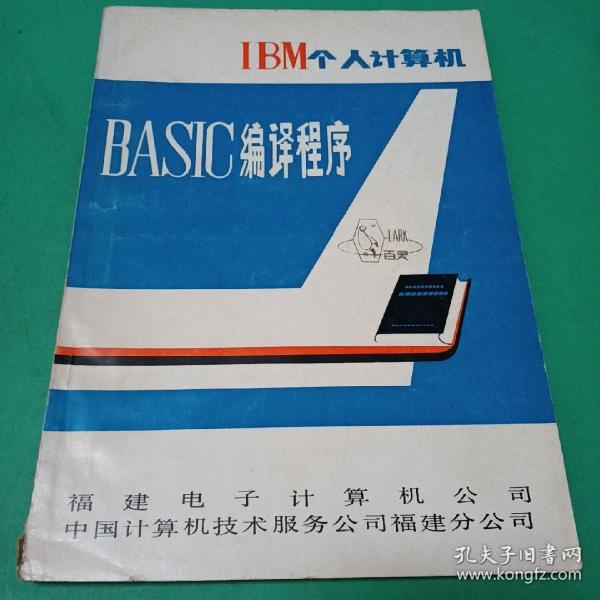 IBM个人计算机
BASIC编译程序
LARK
百灵
福建电子计算机公司
中国计算机技术服务公司福建分公司
孔夫子旧书网
www.kongfz.com